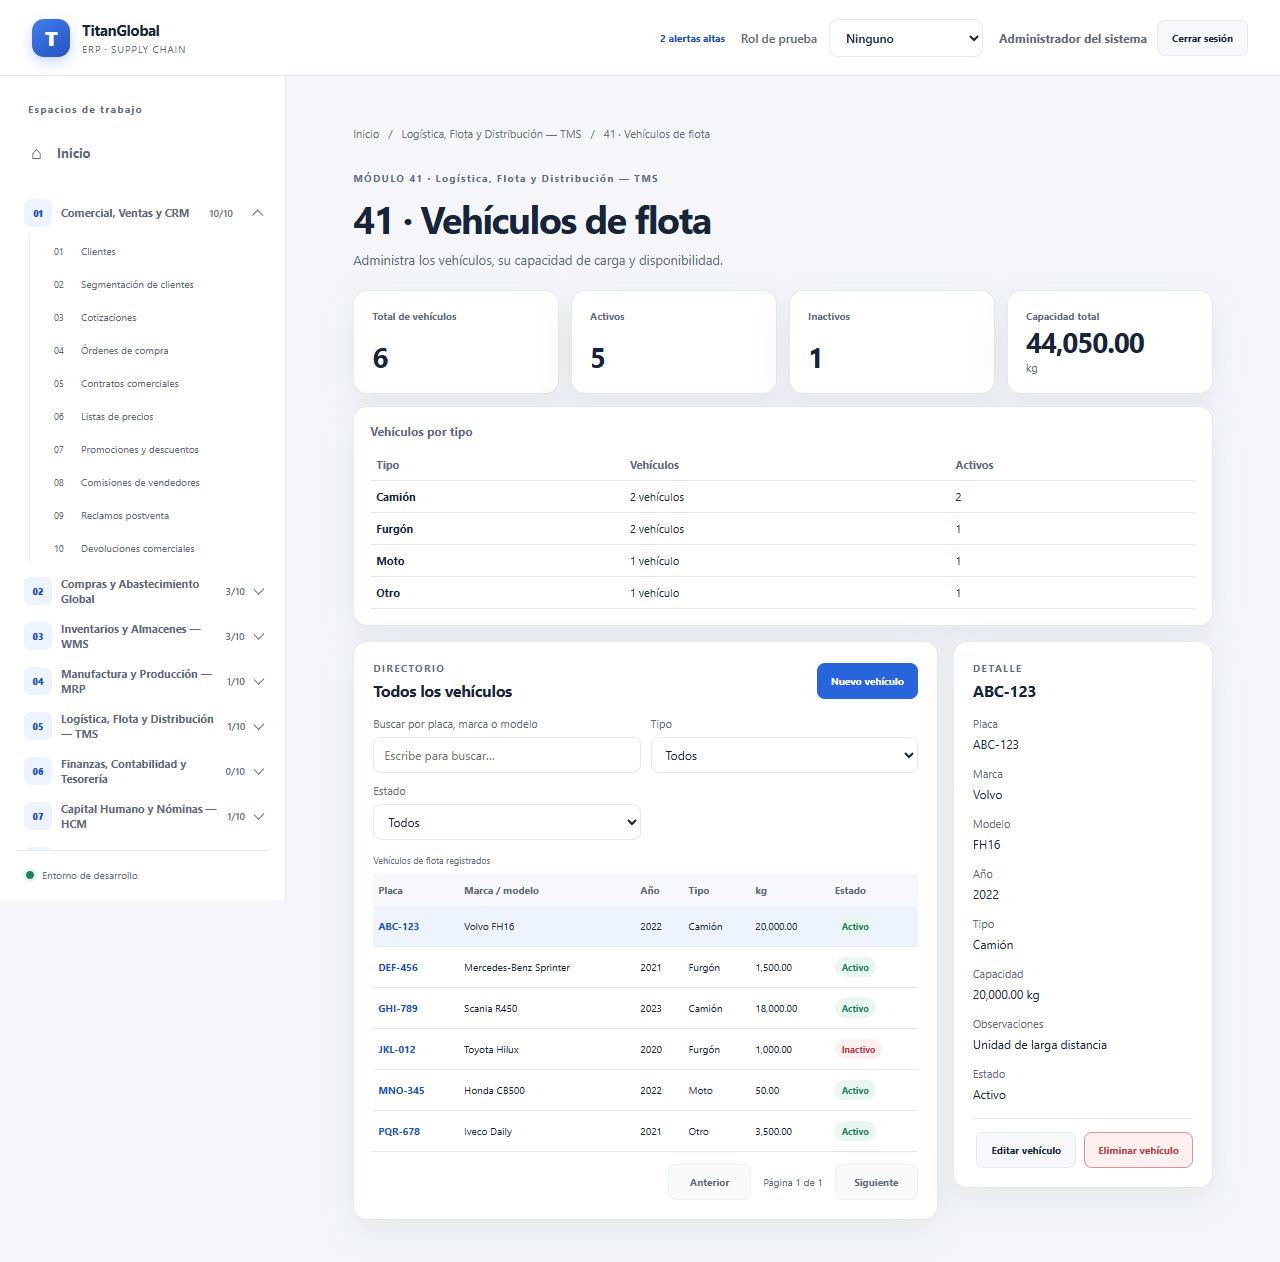 T
TitanGlobal
ERP · SUPPLY CHAIN
2 alertas altas
Rol de prueba
Ninguno
Administrador del sistema
Cerrar sesión
Espacios de trabajo
Inicio
01 Comercial, Ventas y CRM 10/10
01 Clientes
02 Segmentación de clientes
03 Cotizaciones
04 Órdenes de compra
05 Contratos comerciales
06 Listas de precios
07 Promociones y descuentos
08 Comisiones de vendedores
09 Reclamos postventa
10 Devoluciones comerciales
02 Compras y Abastecimiento Global 3/10
03 Inventarios y Almacenes — WMS 3/10
04 Manufactura y Producción — MRP 1/10
05 Logística, Flota y Distribución — TMS 1/10
06 Finanzas, Contabilidad y Tesorería 0/10
07 Capital Humano y Nóminas — HCM 1/10
Entorno de desarrollo
Inicio / Logística, Flota y Distribución — TMS / 41 · Vehículos de flota
MÓDULO 41 · Logística, Flota y Distribución — TMS
41 · Vehículos de flota
Administra los vehículos, su capacidad de carga y disponibilidad.
Total de vehículos
6
Activos
5
Inactivos
1
Capacidad total
44,050.00
kg
Vehículos por tipo
Tipo Vehículos Activos
Camión 2 vehículos 2
Furgón 2 vehículos 1
Moto 1 vehículo 1
Otro 1 vehículo 1
DIRECTORIO
Todos los vehículos
Nuevo vehículo
Buscar por placa, marca o modelo
Escribe para buscar...
Tipo
Todos
Estado
Todos
Vehículos de flota registrados
Placa Marca / modelo Año Tipo kg Estado
ABC-123 Volvo FH16 2022 Camión 20,000.00 Activo
DEF-456 Mercedes-Benz Sprinter 2021 Furgón 1,500.00 Activo
GHI-789 Scania R450 2023 Camión 18,000.00 Activo
JKL-012 Toyota Hilux 2020 Furgón 1,000.00 Inactivo
MNO-345 Honda CB500 2022 Moto 50.00 Activo
PQR-678 Iveco Daily 2021 Otro 3,500.00 Activo
Anterior Página 1 de 1 Siguiente
DETALLE
ABC-123
Placa
ABC-123
Marca
Volvo
Modelo
FH16
Año
2022
Tipo
Camión
Capacidad
20,000.00 kg
Observaciones
Unidad de larga distancia
Estado
Activo
Editar vehículo
Eliminar vehículo